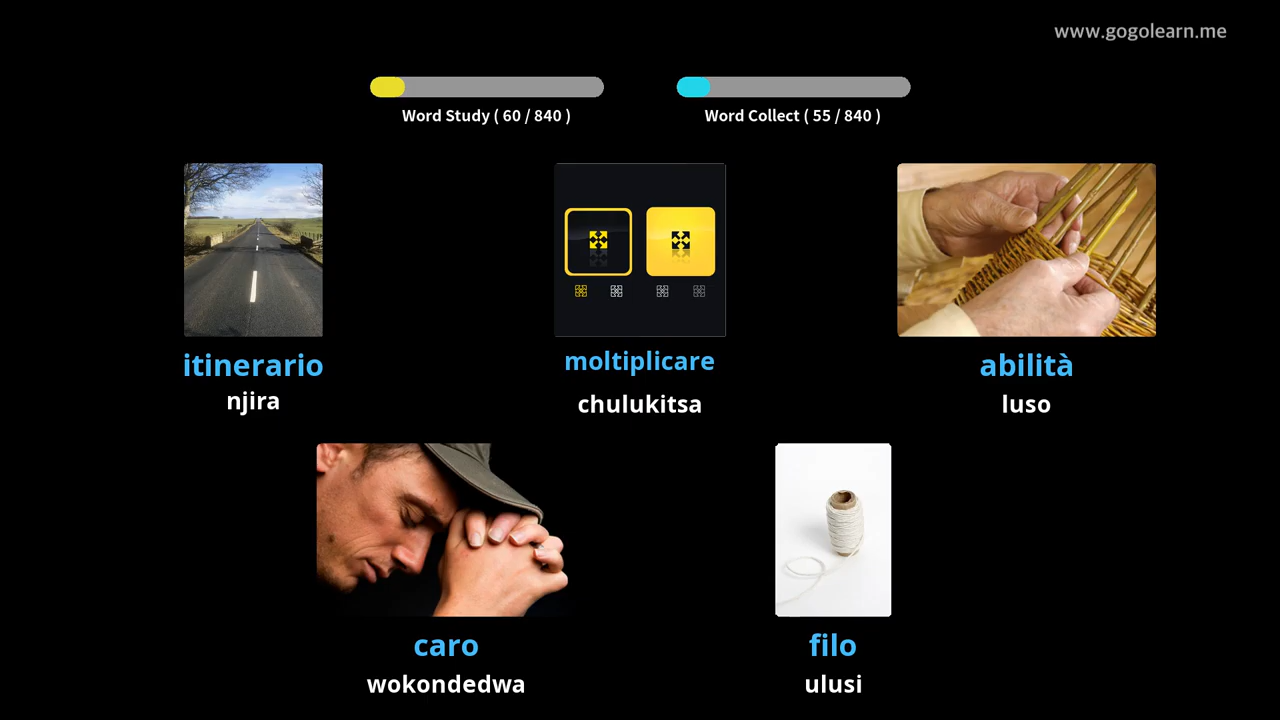 www.gogolearn.me
Word Study ( 60 / 840 )
Word Collect ( 55 / 840 )
itinerario
njira
moltiplicare
chulukitsa
abilità
luso
caro
wokondedwa
filo
ulusi